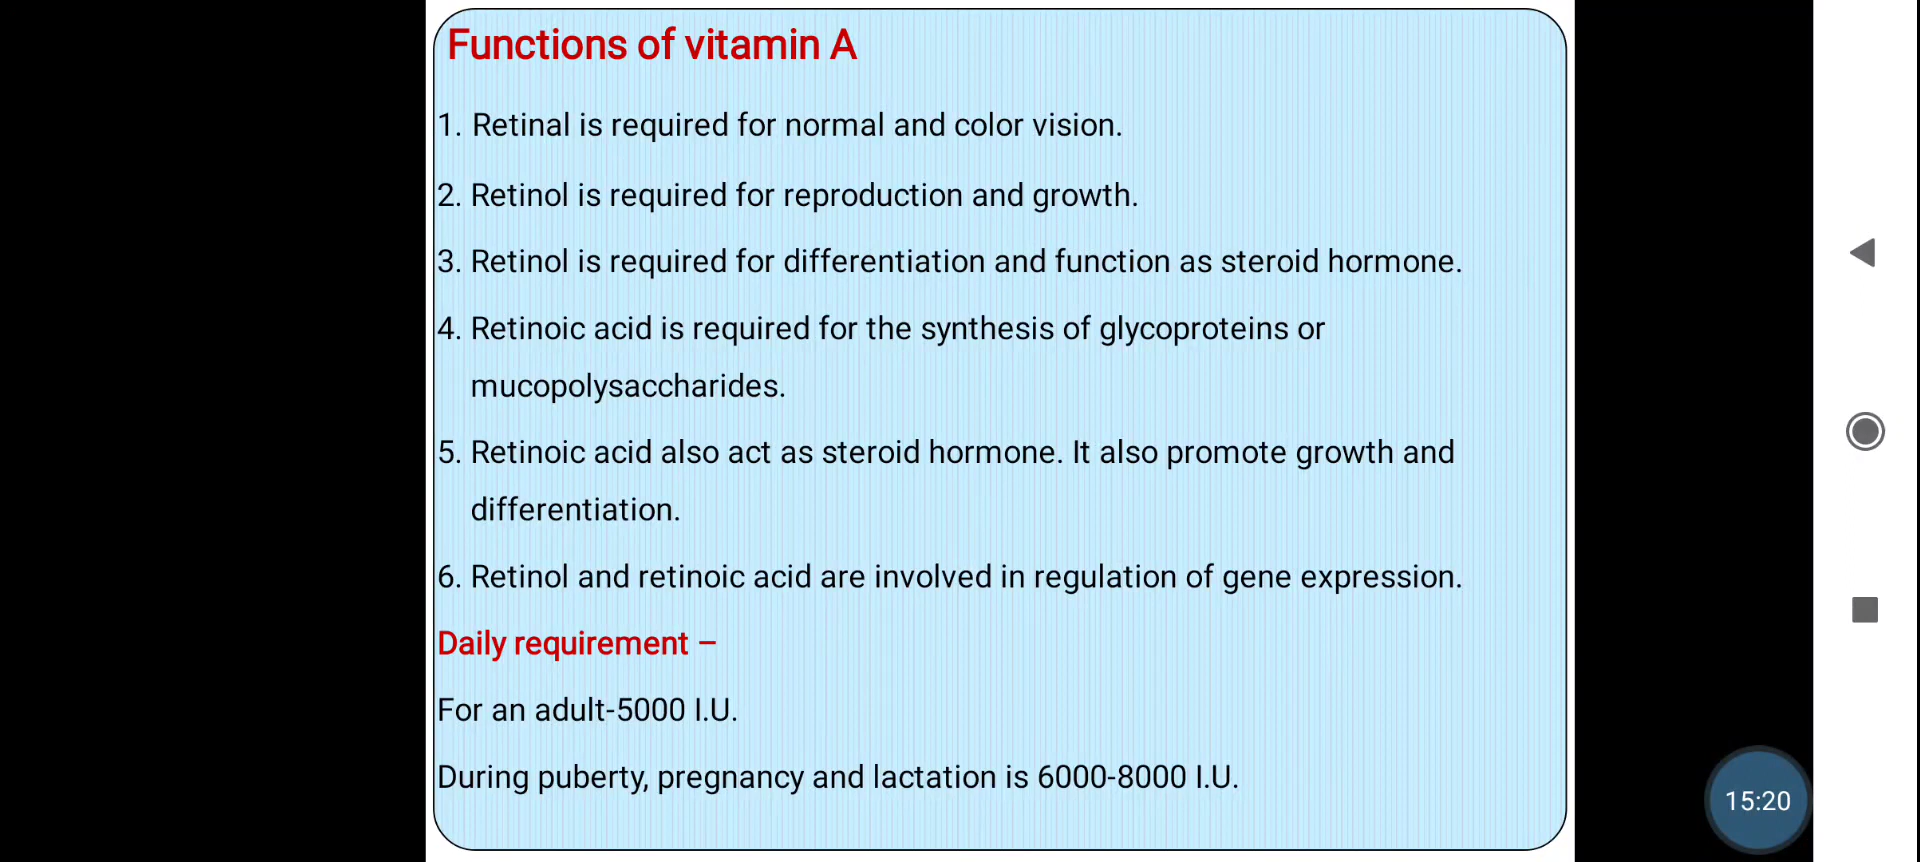 Functions of vitamin A
1. Retinal is required for normal and color vision.
2. Retinol is required for reproduction and growth.
3. Retinol is required for differentiation and function as steroid hormone.
4. Retinoic acid is required for the synthesis of glycoproteins or
mucopolysaccharides.
5. Retinoic acid also act as steroid hormone. It also promote growth and
differentiation.
6. Retinol and retinoic acid are involved in regulation of gene expression.
Daily requirement –
For an adult-5000 I.U.
During puberty, pregnancy and lactation is 6000-8000 I.U.
15:20